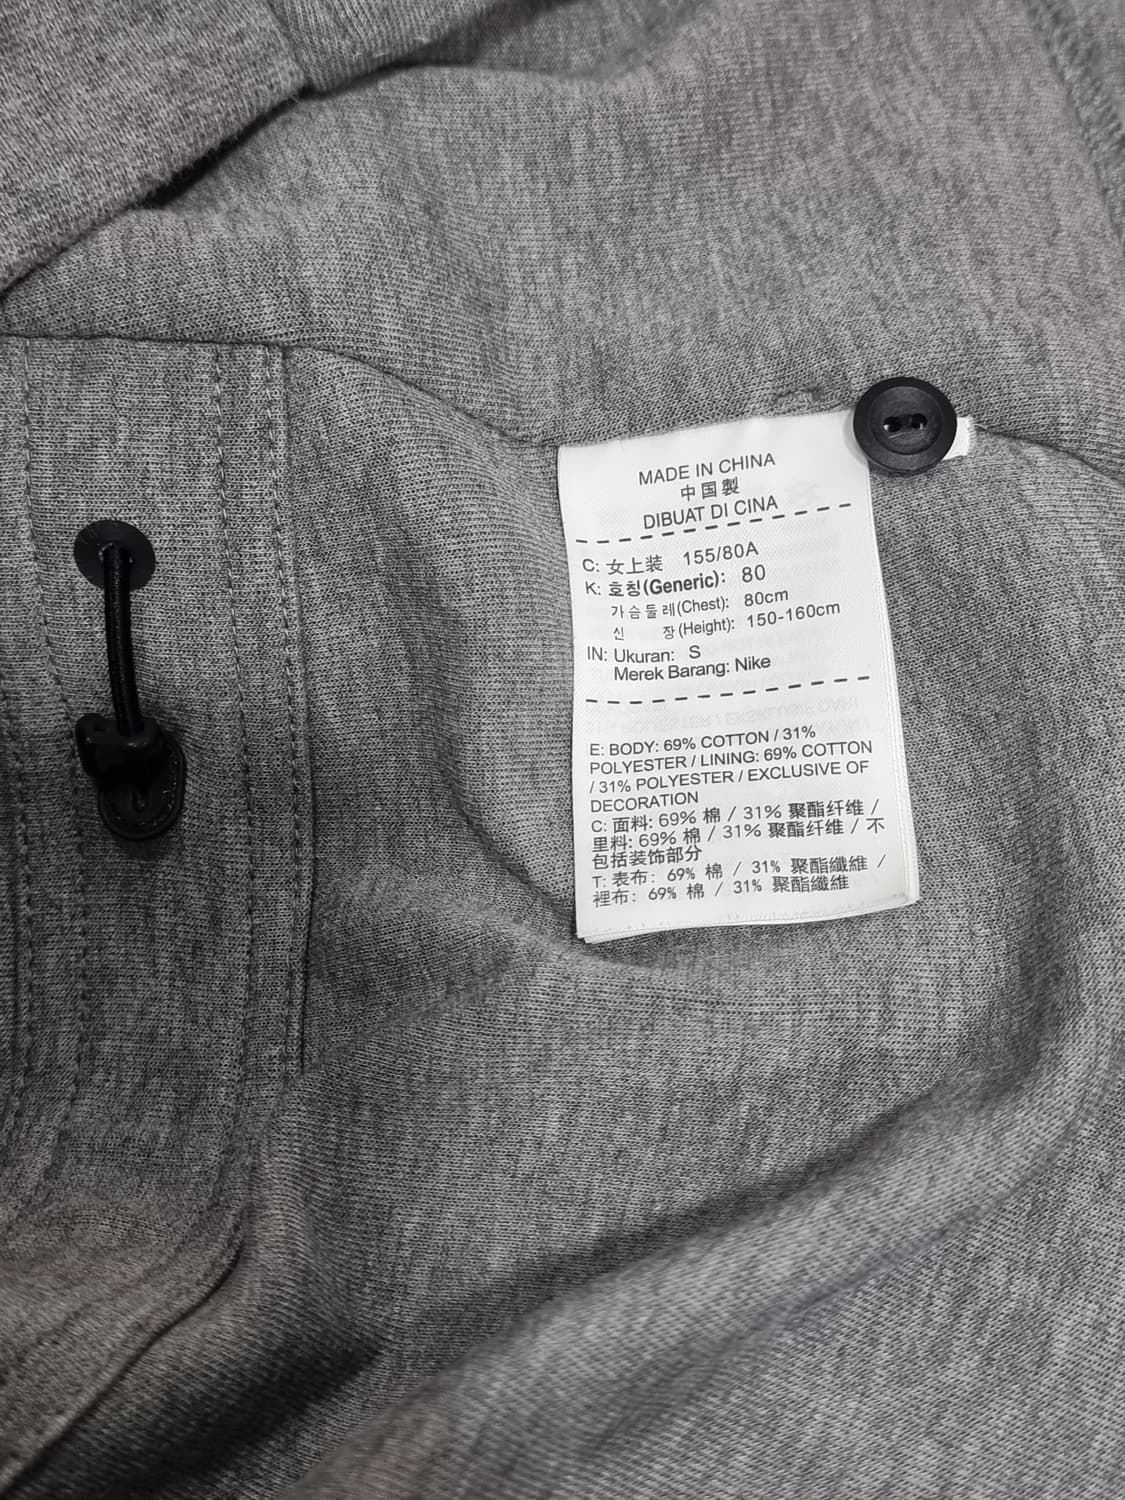 MADE IN CHINA
中国製
DIBUAT DI CINA
C: 女上装 155/80A
K: 호칭(Generic): 80
가슴둘레(Chest): 80cm
신 장(Height): 150-160cm
IN: Ukuran: S
Merek Barang: Nike
E: BODY: 69% COTTON / 31%
POLYESTER / LINING: 69% COTTON
/ 31% POLYESTER / EXCLUSIVE OF
DECORATION
C: 面料: 69% 棉 / 31% 聚酯纤维 /
里料: 69% 棉 / 31% 聚酯纤维 / 不
包括装饰部分
T: 表布: 69% 棉 / 31% 聚酯纖維 /
裡布: 69% 棉 / 31% 聚酯纖維